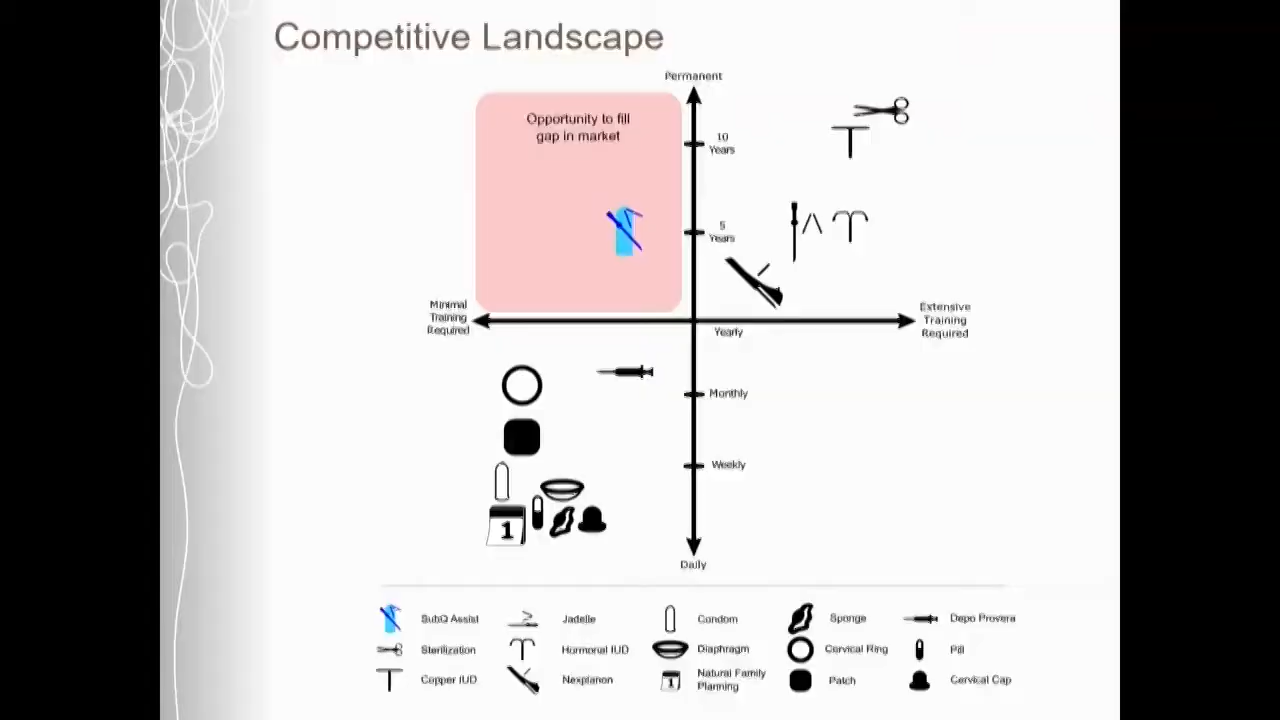 Competitive Landscape
Permanent
Opportunity to fill
gap in market
10
Years
5
Years
Minimal
Training
Required
Extensive
Training
Required
Yearly
Monthly
Weekly
1
Daily
SubQ Assist
Jadelle
Condom
Sponge
Depo Provera
Sterilization
Hormonal IUD
Diaphragm
Cervical Ring
Pill
Copper IUD
Nexplanon
1
Natural Family
Planning
Patch
Cervical Cap